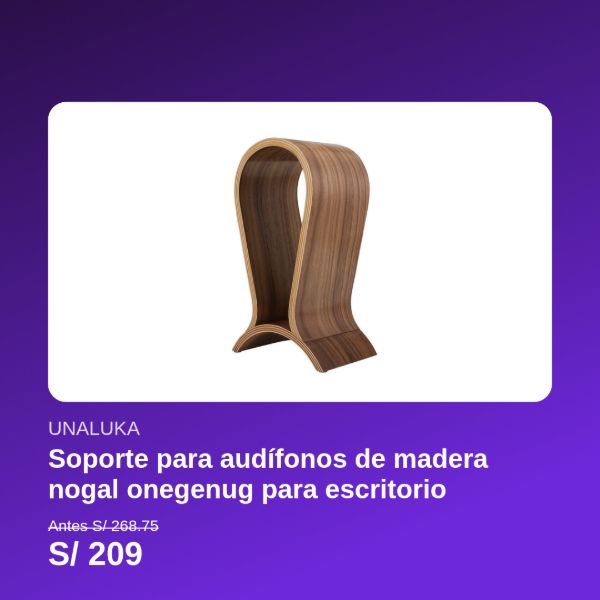 UNALUKA
Soporte para audífonos de madera
nogal onegenug para escritorio
Antes S/ 268.75
S/ 209